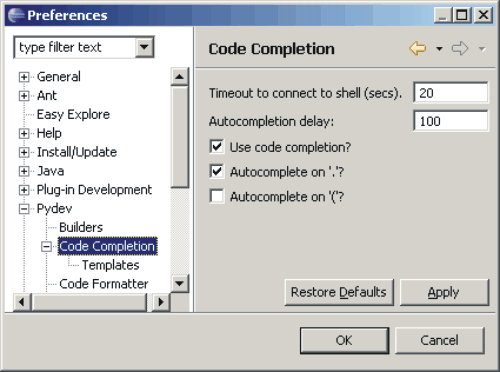 Preferences
type filter text
General
Ant
Easy Explore
Help
Install/Update
Java
Plug-in Development
Pydev
Builders
Code Completion
Templates
Code Formatter
Code Completion
Timeout to connect to shell (secs). 20
Autocompletion delay: 100
Use code completion?
Autocomplete on '.'?
Autocomplete on '('?
Restore Defaults Apply
OK Cancel